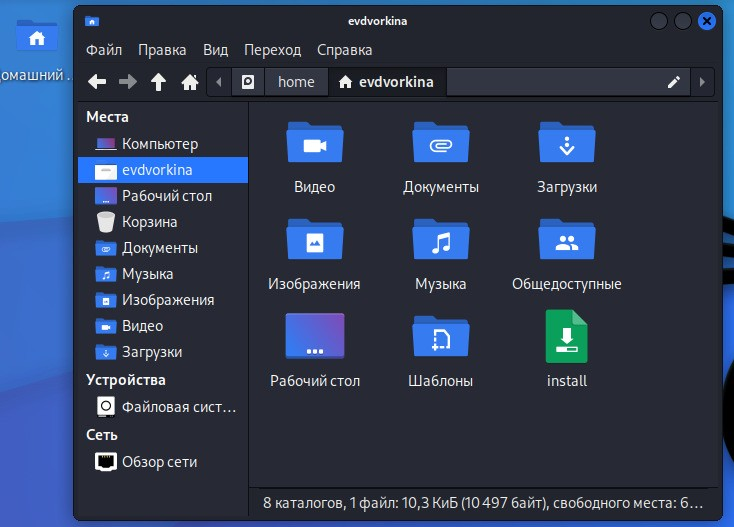 evdvorkina
омашний ...
Файл Правка Вид Переход Справка
home evdvorkina
Места
Компьютер
evdvorkina
Рабочий стол
Корзина
Документы
Музыка
Изображения
Видео
Загрузки
Устройства
Файловая сист...
Сеть
Обзор сети
Видео Документы Загрузки
Изображения Музыка Общедоступные
Рабочий стол Шаблоны install
8 каталогов, 1 файл: 10,3 КиБ (10 497 байт), свободного места: 6...